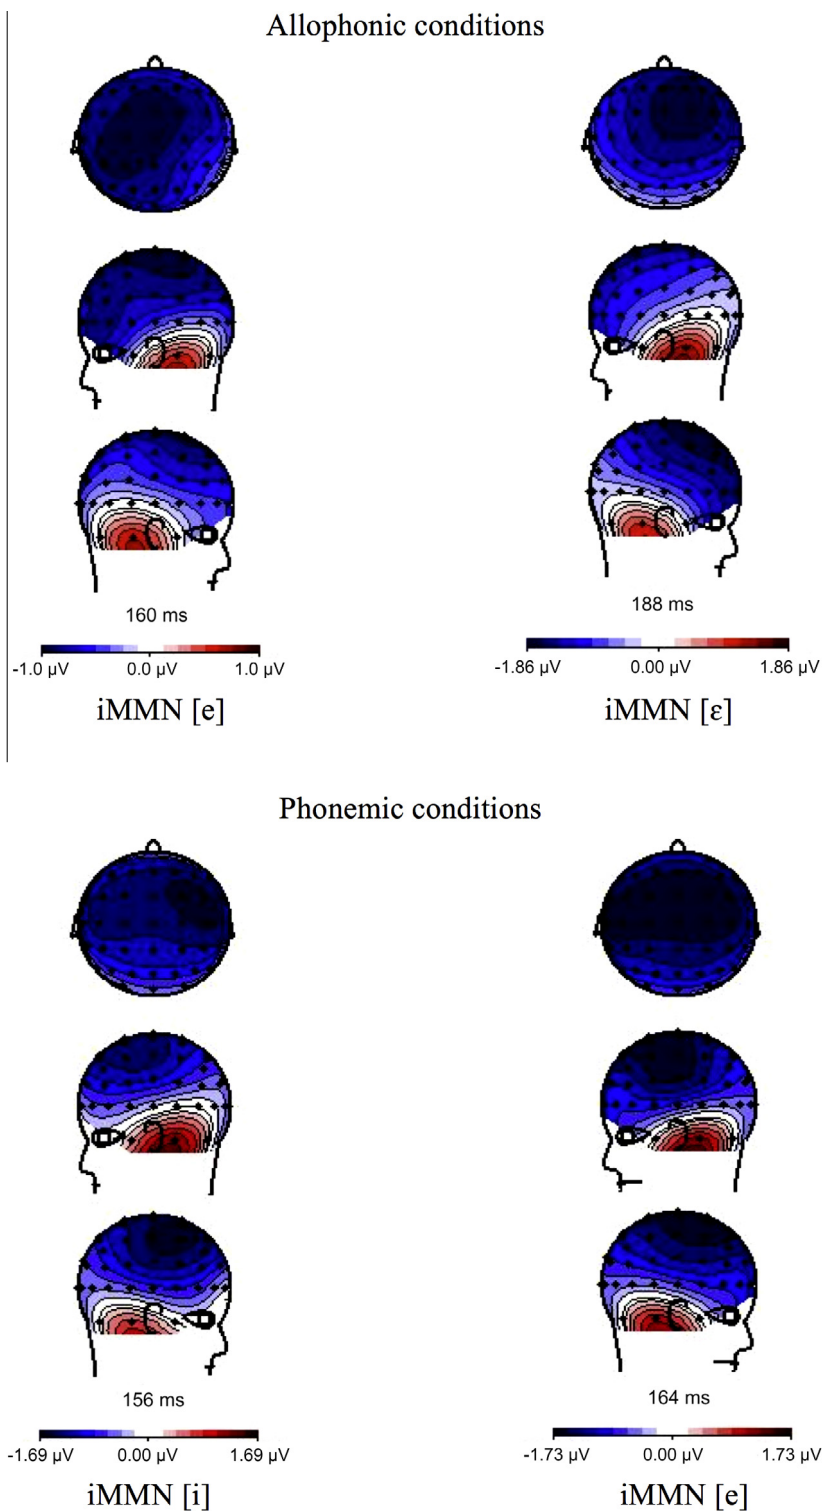 Allophonic conditions
160 ms
188 ms
-1.0 µV 0.0 µV 1.0 µV
-1.86 µV 0.00 µV 1.86 µV
iMMN [e]
iMMN [ɛ]
Phonemic conditions
156 ms
164 ms
-1.69 µV 0.00 µV 1.69 µV
-1.73 µV 0.00 µV 1.73 µV
iMMN [i]
iMMN [e]